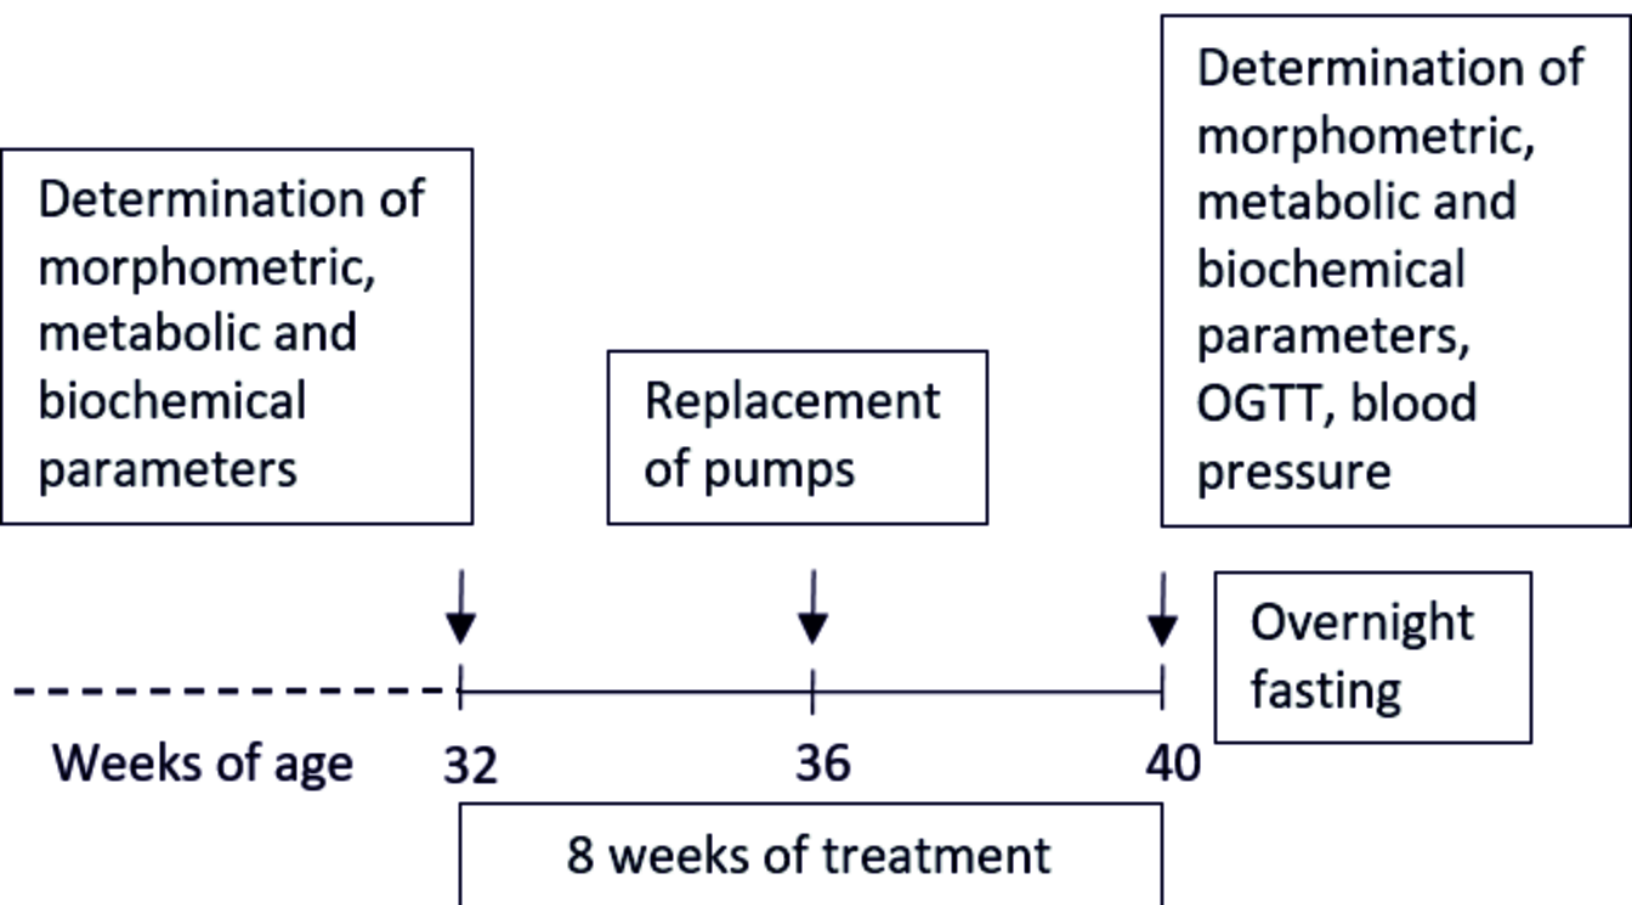 Determination of
morphometric,
metabolic and
biochemical
parameters
Replacement
of pumps
Determination of
morphometric,
metabolic and
biochemical
parameters,
OGTT, blood
pressure
Overnight
fasting
Weeks of age 32 36 40
8 weeks of treatment